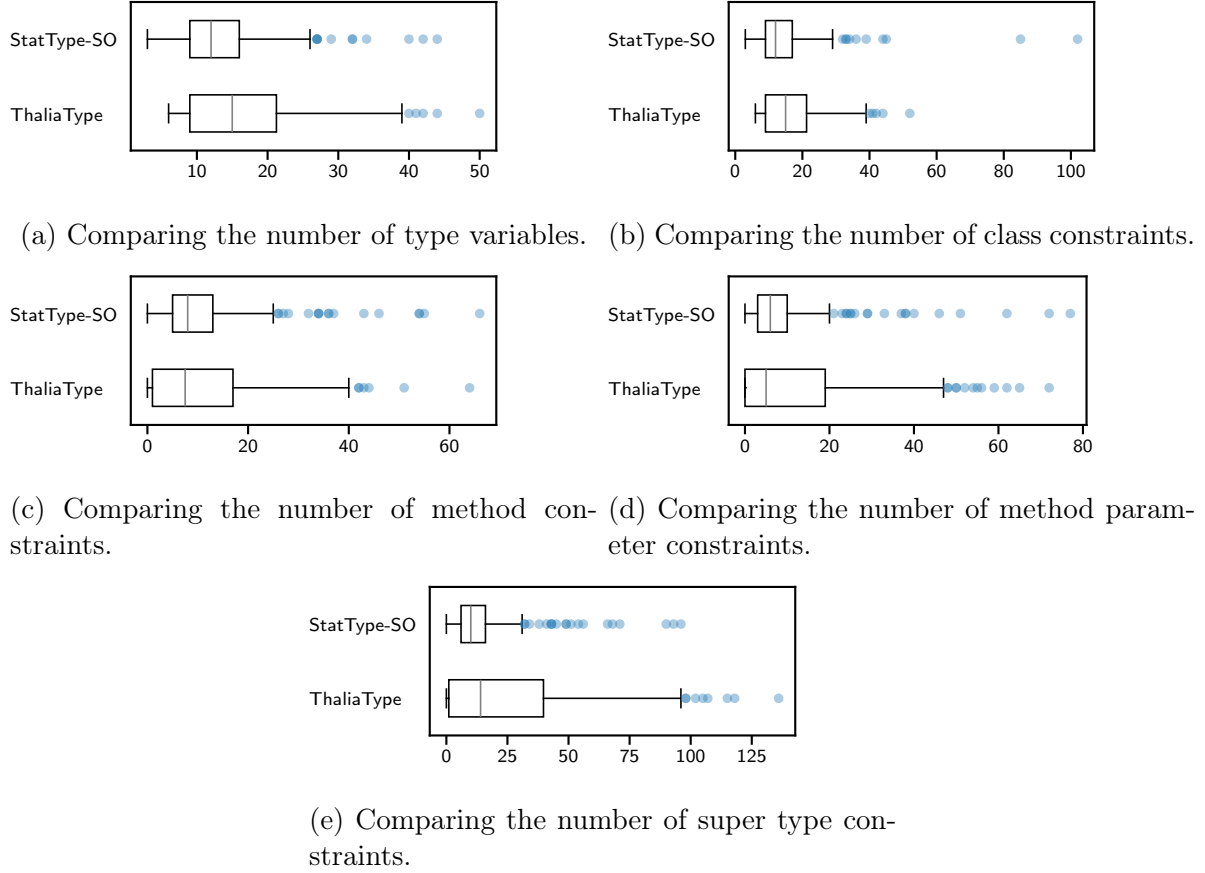 StatType-SO
ThaliaType
10 20 30 40 50
(a) Comparing the number of type variables.
StatType-SO
ThaliaType
0 20 40 60 80 100
(b) Comparing the number of class constraints.
StatType-SO
ThaliaType
0 20 40 60
(c) Comparing the number of method con-
straints.
StatType-SO
ThaliaType
0 20 40 60 80
(d) Comparing the number of method param-
eter constraints.
StatType-SO
ThaliaType
0 25 50 75 100 125
(e) Comparing the number of super type con-
straints.